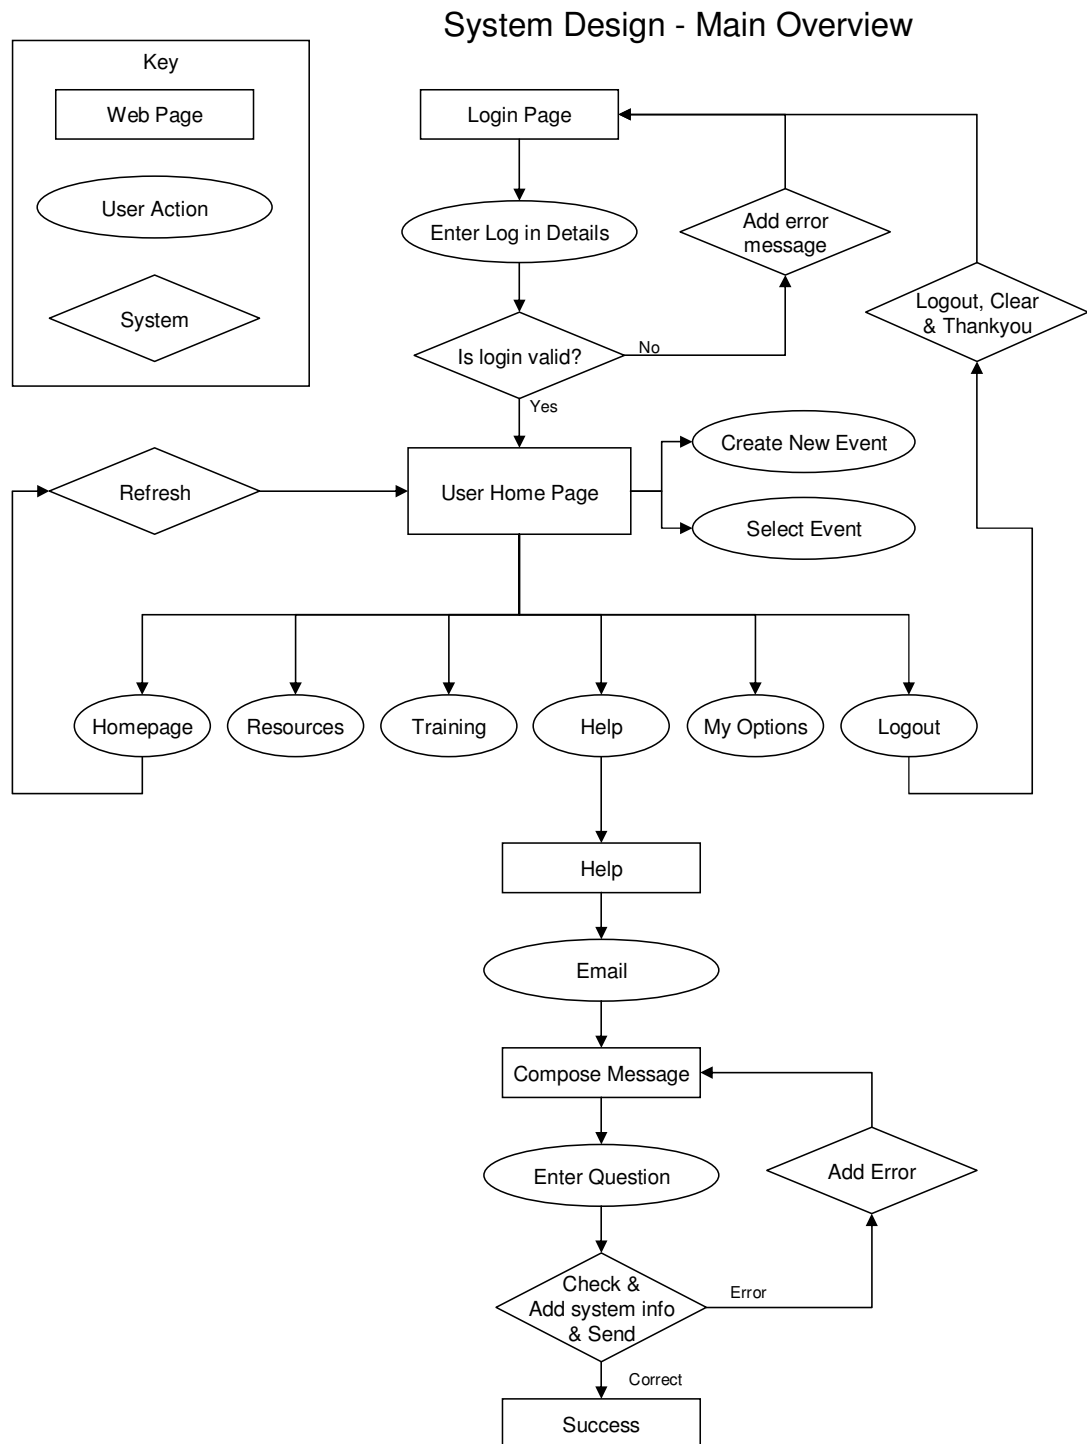 System Design - Main Overview
Key
Web Page
User Action
System
Login Page
Enter Log in Details
Is login valid?
No
Yes
Add error
message
Logout, Clear
& Thankyou
Refresh
User Home Page
Create New Event
Select Event
Homepage
Resources
Training
Help
My Options
Logout
Help
Email
Compose Message
Enter Question
Add Error
Check &
Add system info
& Send
Error
Correct
Success